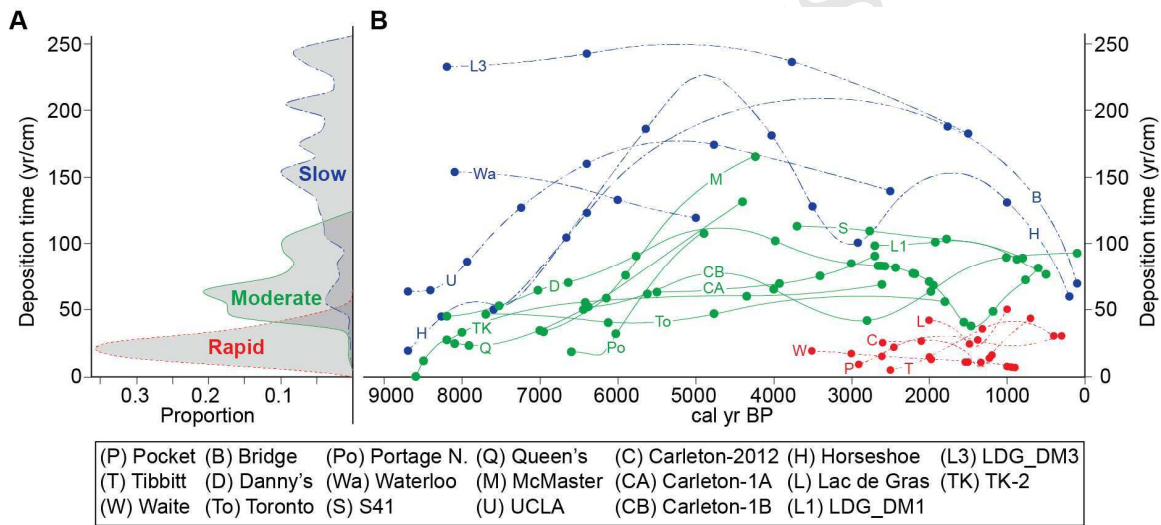 A
B
Deposition time (yr/cm)
250
200
150
100
50
0
Slow
Moderate
Rapid
0.3
0.2
0.1
Proportion
L3
Wa
U
H
M
D
TK
Q
CB
CA
To
Po
S
L1
B
H
L
C
W
P
T
250
200
150
100
50
0
Deposition time (yr/cm)
9000 8000 7000 6000 5000 4000 3000 2000 1000 0
cal yr BP
(P) Pocket (B) Bridge (Po) Portage N. (Q) Queen's (C) Carleton-2012 (H) Horseshoe (L3) LDG_DM3
(T) Tibbitt (D) Danny's (Wa) Waterloo (M) McMaster (CA) Carleton-1A (L) Lac de Gras (TK) TK-2
(W) Waite (To) Toronto (S) S41 (U) UCLA (CB) Carleton-1B (L1) LDG_DM1